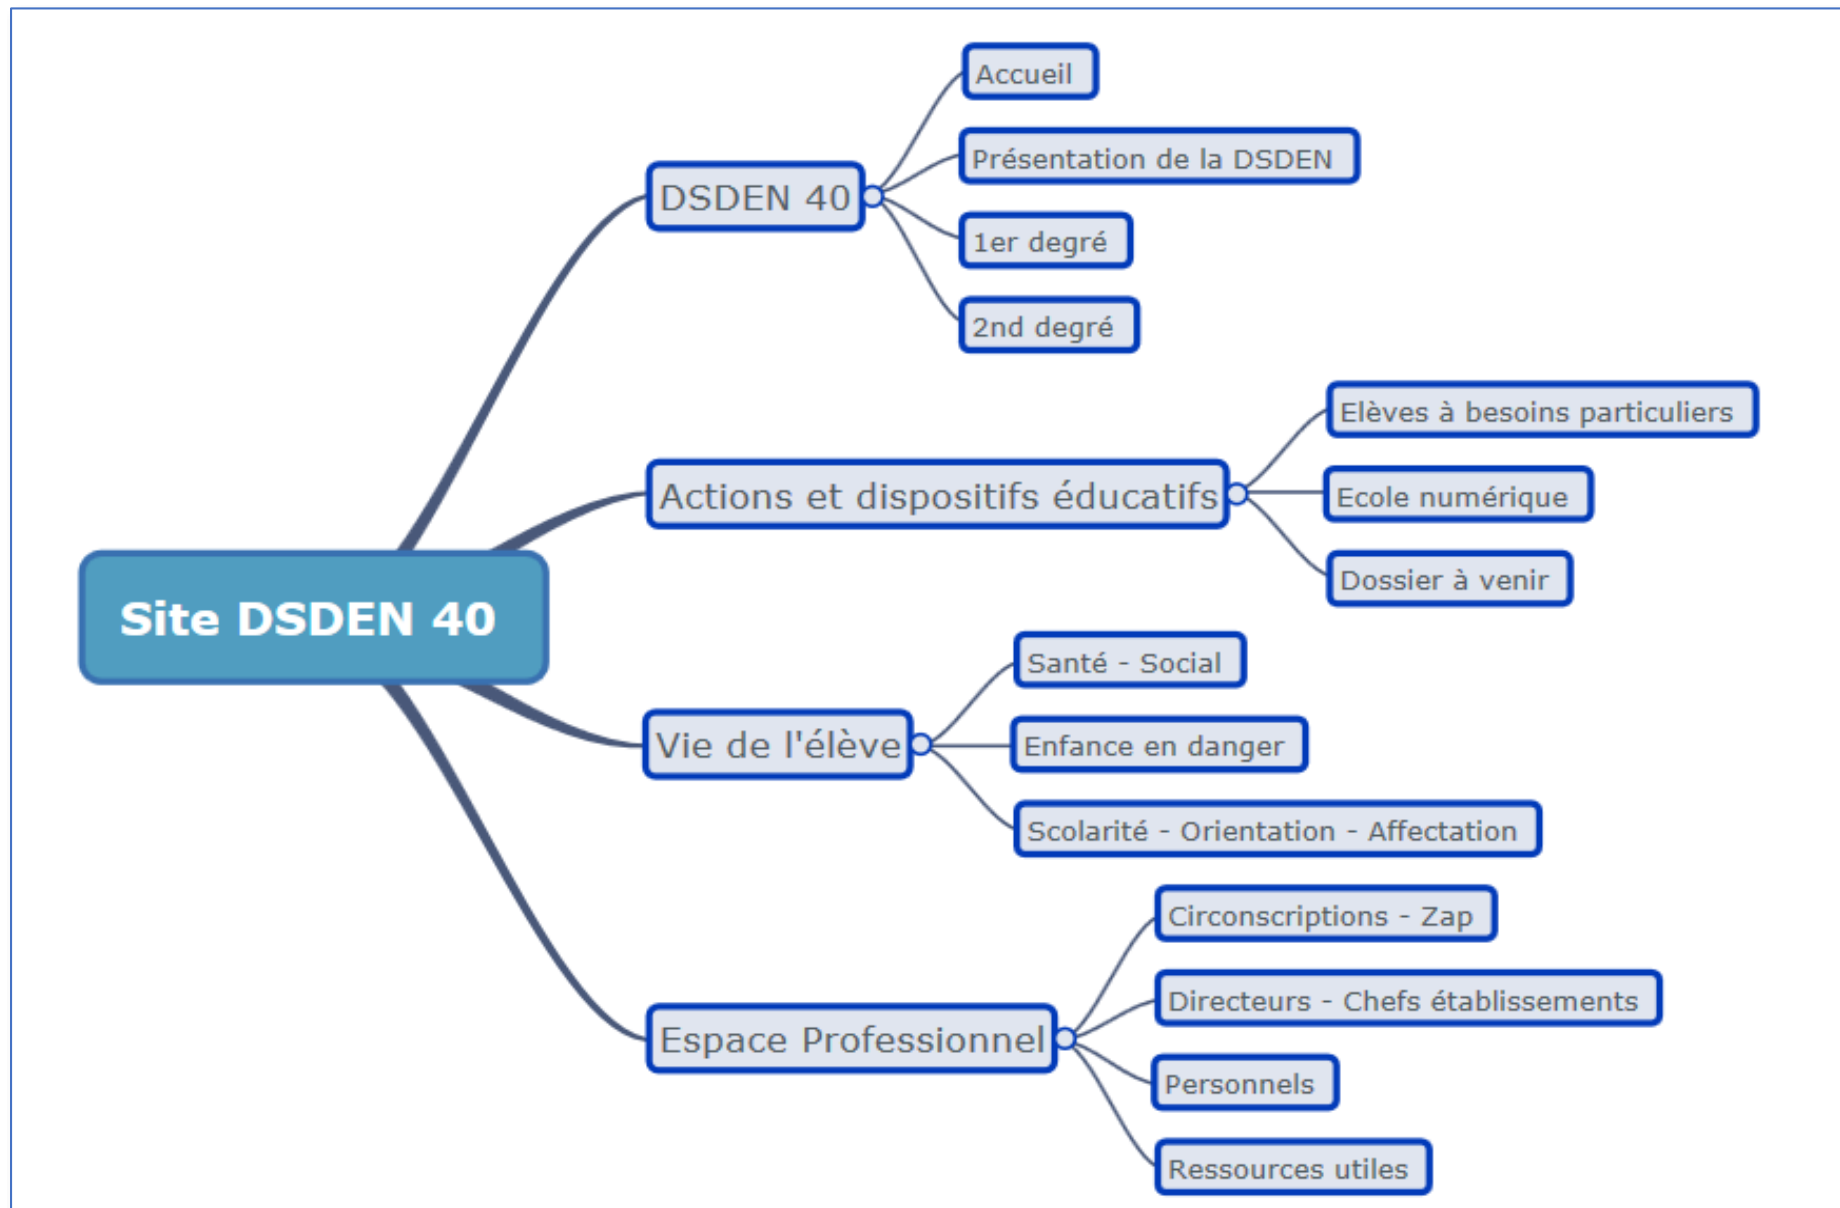 Site DSDEN 40
DSDEN 40
Accueil
Présentation de la DSDEN
1er degré
2nd degré
Actions et dispositifs éducatifs
Elèves à besoins particuliers
Ecole numérique
Dossier à venir
Vie de l'élève
Santé - Social
Enfance en danger
Scolarité - Orientation - Affectation
Espace Professionnel
Circonscriptions - Zap
Directeurs - Chefs établissements
Personnels
Ressources utiles